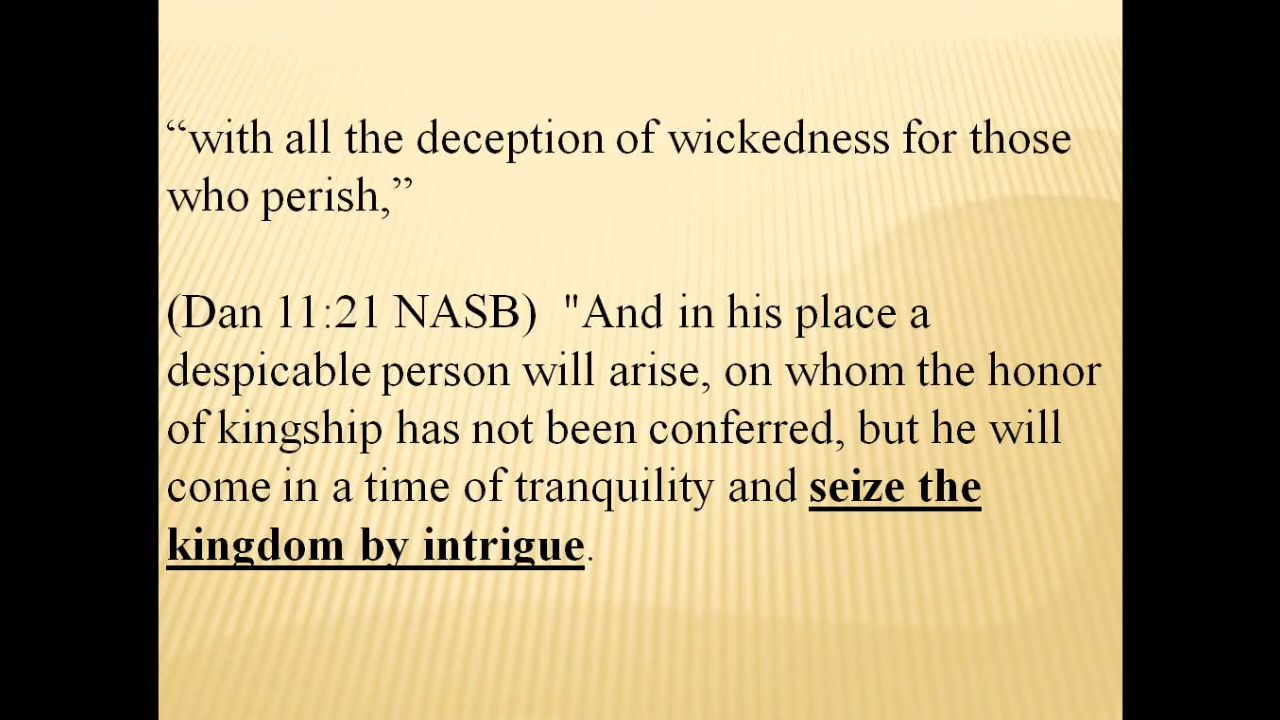 “with all the deception of wickedness for those
who perish,”
(Dan 11:21 NASB)  "And in his place a
despicable person will arise, on whom the honor
of kingship has not been conferred, but he will
come in a time of tranquility and seize the
kingdom by intrigue.